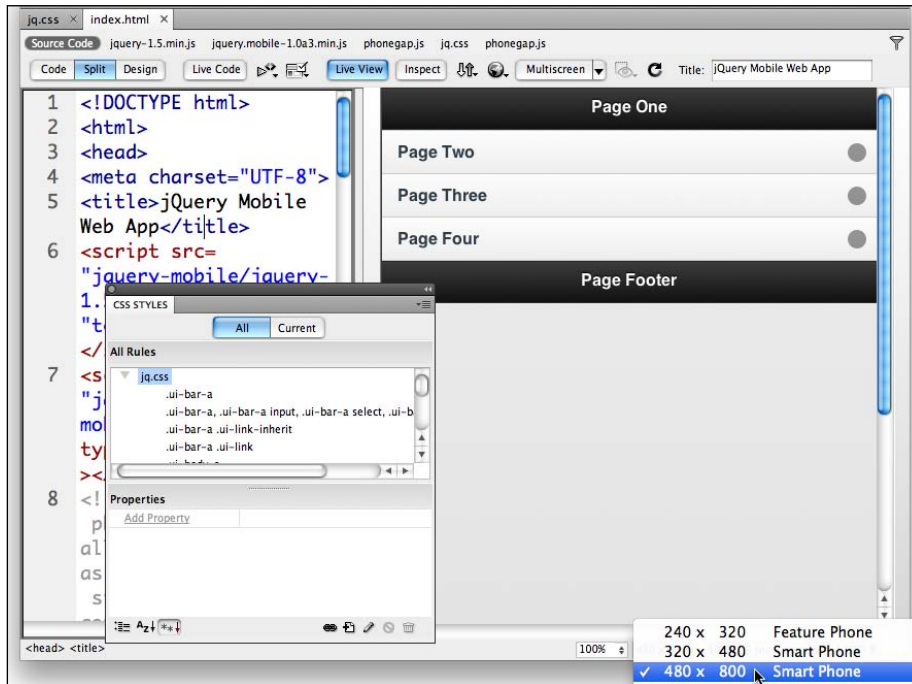 jq.css × index.html ×
Source Code jquery-1.5.min.js jquery.mobile-1.0a3.min.js phonegap.js jq.css phonegap.js
Code Split Design Live Code Live View Inspect Multiscreen Title: jQuery Mobile Web App
1 <!DOCTYPE html>
2 <html>
3 <head>
4 <meta charset="UTF-8">
5 <title>jQuery Mobile
Web App</title>
6 <script src=
"jquery-mobile/jquery-
1.
"t
</
7 <s
"j
mo
typ
><
8 <!
p
al
as
s
Page One
Page Two
Page Three
Page Four
Page Footer
CSS STYLES
All Current
All Rules
jq.css
.ui-bar-a
.ui-bar-a, .ui-bar-a input, .ui-bar-a select, .ui-b
.ui-bar-a .ui-link-inherit
.ui-bar-a .ui-link
Properties
Add Property
<head> <title>
100%
240 x 320 Feature Phone
320 x 480 Smart Phone
✓ 480 x 800 Smart Phone